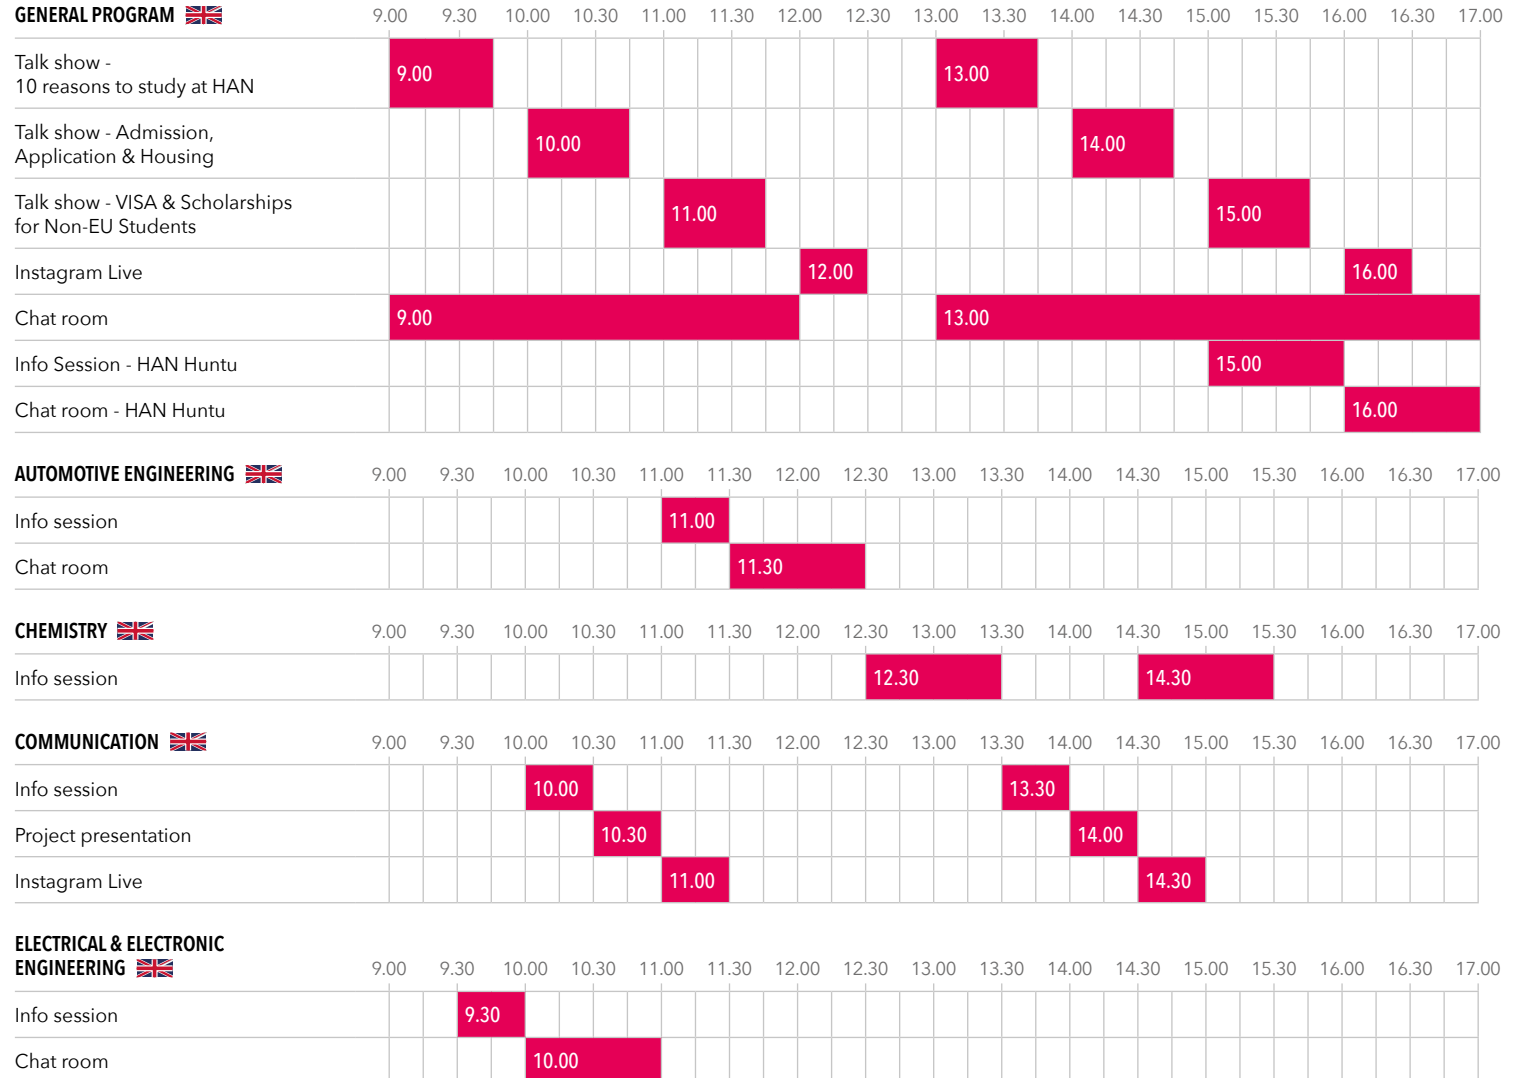 GENERAL PROGRAM 9.00 9.30 10.00 10.30 11.00 11.30 12.00 12.30 13.00 13.30 14.00 14.30 15.00 15.30 16.00 16.30 17.00
Talk show -
10 reasons to study at HAN
9.00 13.00
Talk show - Admission,
Application & Housing
10.00 14.00
Talk show - VISA & Scholarships
for Non-EU Students
11.00 15.00
Instagram Live 12.00 16.00
Chat room 9.00 13.00
Info Session - HAN Huntu 15.00
Chat room - HAN Huntu 16.00
AUTOMOTIVE ENGINEERING 9.00 9.30 10.00 10.30 11.00 11.30 12.00 12.30 13.00 13.30 14.00 14.30 15.00 15.30 16.00 16.30 17.00
Info session 11.00
Chat room 11.30
CHEMISTRY 9.00 9.30 10.00 10.30 11.00 11.30 12.00 12.30 13.00 13.30 14.00 14.30 15.00 15.30 16.00 16.30 17.00
Info session 12.30 14.30
COMMUNICATION 9.00 9.30 10.00 10.30 11.00 11.30 12.00 12.30 13.00 13.30 14.00 14.30 15.00 15.30 16.00 16.30 17.00
Info session 10.00 13.30
Project presentation 10.30 14.00
Instagram Live 11.00 14.30
ELECTRICAL & ELECTRONIC
ENGINEERING 9.00 9.30 10.00 10.30 11.00 11.30 12.00 12.30 13.00 13.30 14.00 14.30 15.00 15.30 16.00 16.30 17.00
Info session 9.30
Chat room 10.00